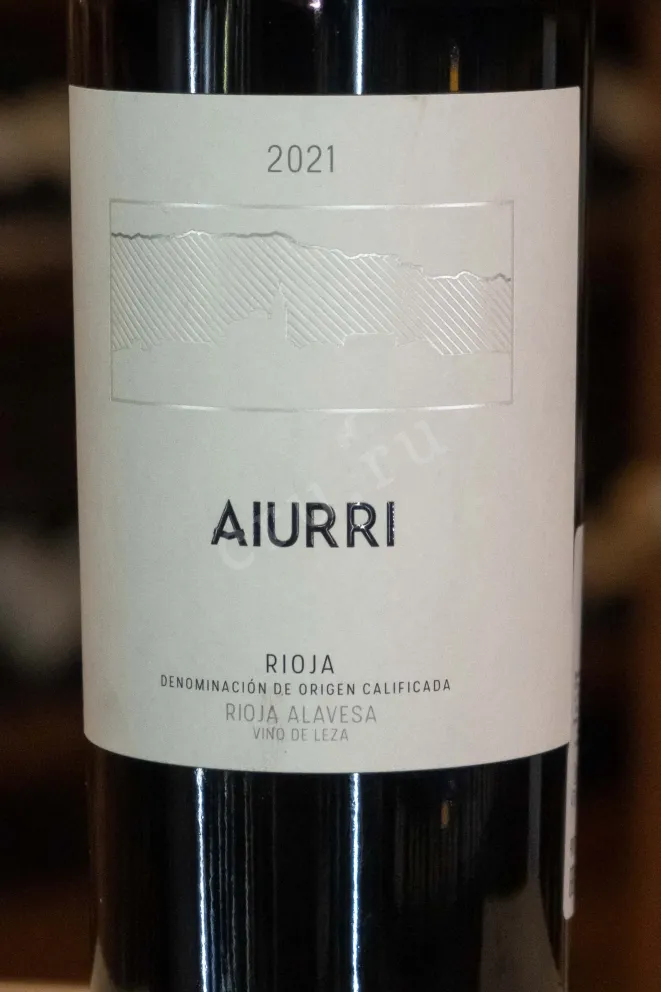 2021
AIURRI
RIOJA
DENOMINACIÓN DE ORIGEN CALIFICADA
RIOJA ALAVESA
VINO DE LEZA